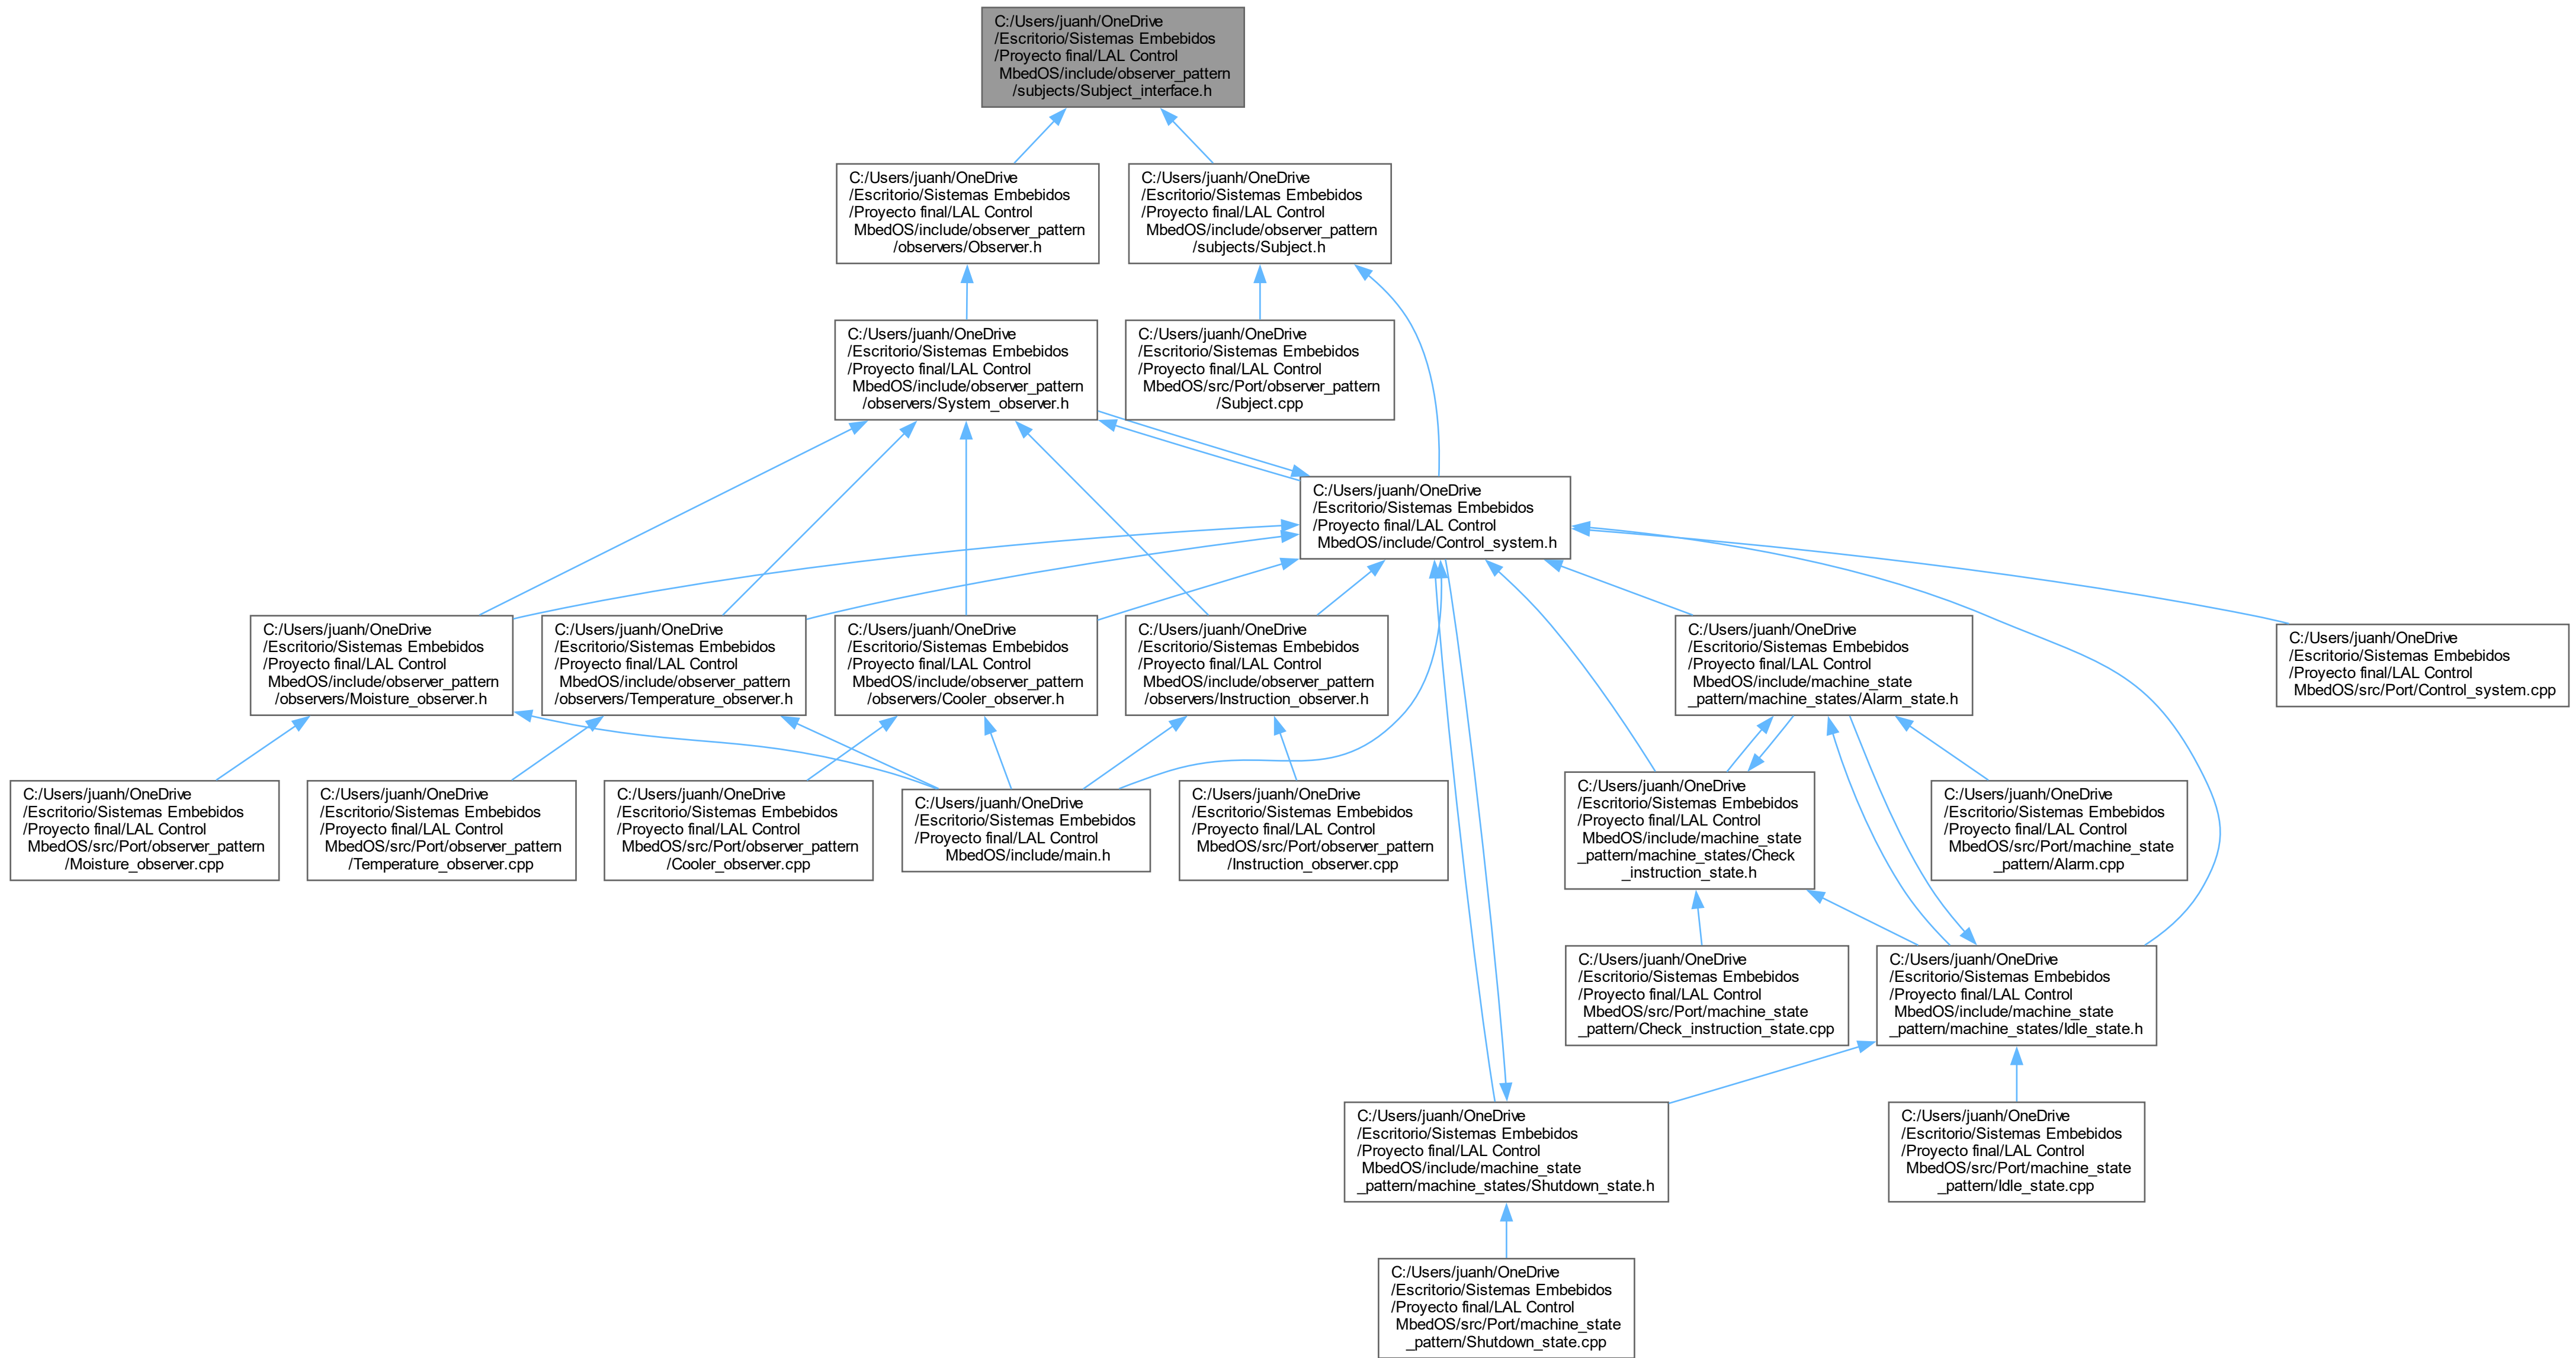 C:/Users/juanh/OneDrive
/Escritorio/Sistemas Embebidos
/Proyecto final/LAL Control
MbedOS/include/observer_pattern
/subjects/Subject_interface.h
C:/Users/juanh/OneDrive
/Escritorio/Sistemas Embebidos
/Proyecto final/LAL Control
MbedOS/include/observer_pattern
/observers/Observer.h
C:/Users/juanh/OneDrive
/Escritorio/Sistemas Embebidos
/Proyecto final/LAL Control
MbedOS/include/observer_pattern
/subjects/Subject.h
C:/Users/juanh/OneDrive
/Escritorio/Sistemas Embebidos
/Proyecto final/LAL Control
MbedOS/include/observer_pattern
/observers/System_observer.h
C:/Users/juanh/OneDrive
/Escritorio/Sistemas Embebidos
/Proyecto final/LAL Control
MbedOS/src/Port/observer_pattern
/Subject.cpp
C:/Users/juanh/OneDrive
/Escritorio/Sistemas Embebidos
/Proyecto final/LAL Control
MbedOS/include/Control_system.h
C:/Users/juanh/OneDrive
/Escritorio/Sistemas Embebidos
/Proyecto final/LAL Control
MbedOS/include/observer_pattern
/observers/Moisture_observer.h
C:/Users/juanh/OneDrive
/Escritorio/Sistemas Embebidos
/Proyecto final/LAL Control
MbedOS/include/observer_pattern
/observers/Temperature_observer.h
C:/Users/juanh/OneDrive
/Escritorio/Sistemas Embebidos
/Proyecto final/LAL Control
MbedOS/include/observer_pattern
/observers/Cooler_observer.h
C:/Users/juanh/OneDrive
/Escritorio/Sistemas Embebidos
/Proyecto final/LAL Control
MbedOS/include/observer_pattern
/observers/Instruction_observer.h
C:/Users/juanh/OneDrive
/Escritorio/Sistemas Embebidos
/Proyecto final/LAL Control
MbedOS/include/machine_state
_pattern/machine_states/Alarm_state.h
C:/Users/juanh/OneDrive
/Escritorio/Sistemas Embebidos
/Proyecto final/LAL Control
MbedOS/src/Port/Control_system.cpp
C:/Users/juanh/OneDrive
/Escritorio/Sistemas Embebidos
/Proyecto final/LAL Control
MbedOS/src/Port/observer_pattern
/Moisture_observer.cpp
C:/Users/juanh/OneDrive
/Escritorio/Sistemas Embebidos
/Proyecto final/LAL Control
MbedOS/src/Port/observer_pattern
/Temperature_observer.cpp
C:/Users/juanh/OneDrive
/Escritorio/Sistemas Embebidos
/Proyecto final/LAL Control
MbedOS/src/Port/observer_pattern
/Cooler_observer.cpp
C:/Users/juanh/OneDrive
/Escritorio/Sistemas Embebidos
/Proyecto final/LAL Control
MbedOS/include/main.h
C:/Users/juanh/OneDrive
/Escritorio/Sistemas Embebidos
/Proyecto final/LAL Control
MbedOS/src/Port/observer_pattern
/Instruction_observer.cpp
C:/Users/juanh/OneDrive
/Escritorio/Sistemas Embebidos
/Proyecto final/LAL Control
MbedOS/include/machine_state
_pattern/machine_states/Check
_instruction_state.h
C:/Users/juanh/OneDrive
/Escritorio/Sistemas Embebidos
/Proyecto final/LAL Control
MbedOS/src/Port/machine_state
_pattern/Alarm.cpp
C:/Users/juanh/OneDrive
/Escritorio/Sistemas Embebidos
/Proyecto final/LAL Control
MbedOS/src/Port/machine_state
_pattern/Check_instruction_state.cpp
C:/Users/juanh/OneDrive
/Escritorio/Sistemas Embebidos
/Proyecto final/LAL Control
MbedOS/include/machine_state
_pattern/machine_states/Idle_state.h
C:/Users/juanh/OneDrive
/Escritorio/Sistemas Embebidos
/Proyecto final/LAL Control
MbedOS/include/machine_state
_pattern/machine_states/Shutdown_state.h
C:/Users/juanh/OneDrive
/Escritorio/Sistemas Embebidos
/Proyecto final/LAL Control
MbedOS/src/Port/machine_state
_pattern/Idle_state.cpp
C:/Users/juanh/OneDrive
/Escritorio/Sistemas Embebidos
/Proyecto final/LAL Control
MbedOS/src/Port/machine_state
_pattern/Shutdown_state.cpp